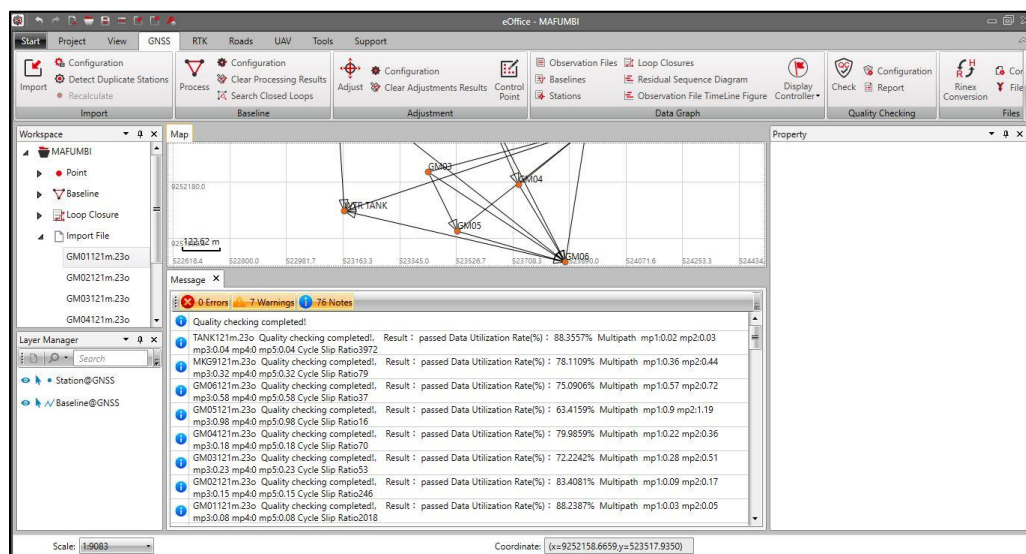 eOffice - MAFUMBI
Start Project View GNSS RTK Roads UAV Tools Support
Import
Configuration
Detect Duplicate Stations
Recalculate
Import
Process
Configuration
Clear Processing Results
Search Closed Loops
Baseline
Adjust
Configuration
Clear Adjustments Results
Control Point
Adjustment
Observation Files Loop Closures
Baselines Residual Sequence Diagram
Stations Observation File TimeLine Figure
Display Controller
Data Graph
Check
Configuration
Report
Quality Checking
Rinex Conversion
Cor
File
Files
Workspace
MAFUMBI
Point
Baseline
Loop Closure
Import File
GM01121m.23o
GM02121m.23o
GM03121m.23o
GM04121m.23o
Layer Manager
Search
Station@GNSS
Baseline@GNSS
Map
GM03
GM04
9252180.0
TANK
GM05
GM06
522618.4 522800.0 522981.7 523163.3 523345.0 523526.7 523708.3 524071.6 524253.3 524434.
Message
0 Errors 7 Warnings 76 Notes
Quality checking completed!
TANK121m.23o Quality checking completed!, Result : passed Data Utilization Rate(%) : 88.3557% Multipath mp1:0.02 mp2:0.03
mp3:0.04 mp4:0 mp5:0.04 Cycle Slip Ratio3972
MKG9121m.23o Quality checking completed!, Result : passed Data Utilization Rate(%) : 78.1109% Multipath mp1:0.36 mp2:0.44
mp3:0.32 mp4:0 mp5:0.32 Cycle Slip Ratio79
GM06121m.23o Quality checking completed!, Result : passed Data Utilization Rate(%) : 75.0906% Multipath mp1:0.57 mp2:0.72
mp3:0.58 mp4:0 mp5:0.58 Cycle Slip Ratio37
GM05121m.23o Quality checking completed!, Result : passed Data Utilization Rate(%) : 63.4159% Multipath mp1:0.9 mp2:1.19
mp3:0.98 mp4:0 mp5:0.98 Cycle Slip Ratio16
GM04121m.23o Quality checking completed!, Result : passed Data Utilization Rate(%) : 79.9859% Multipath mp1:0.22 mp2:0.36
mp3:0.18 mp4:0 mp5:0.18 Cycle Slip Ratio70
GM03121m.23o Quality checking completed!, Result : passed Data Utilization Rate(%) : 72.2242% Multipath mp1:0.28 mp2:0.51
mp3:0.23 mp4:0 mp5:0.23 Cycle Slip Ratio53
GM02121m.23o Quality checking completed!, Result : passed Data Utilization Rate(%) : 83.4081% Multipath mp1:0.09 mp2:0.17
mp3:0.15 mp4:0 mp5:0.15 Cycle Slip Ratio246
GM01121m.23o Quality checking completed!, Result : passed Data Utilization Rate(%) : 88.2387% Multipath mp1:0.03 mp2:0.05
mp3:0.08 mp4:0 mp5:0.08 Cycle Slip Ratio2018
Property
Scale: 1:9083
Coordinate: (x=9252158.6659,y=523517.9350)